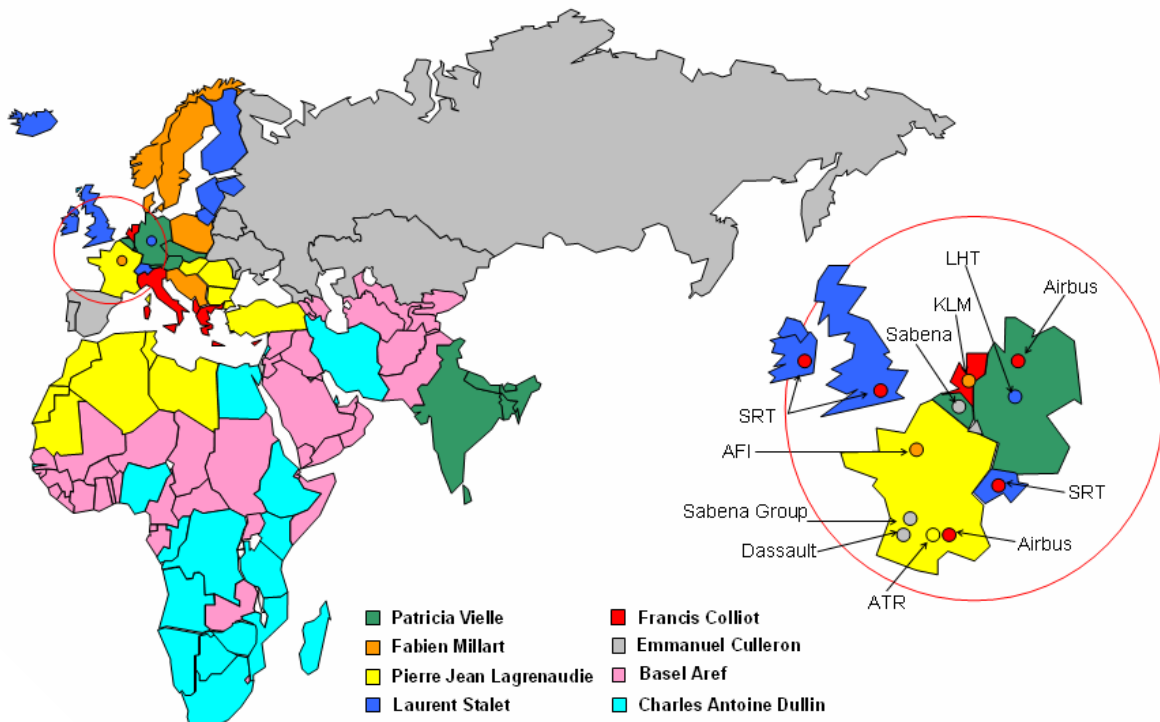 LHT
Airbus
KLM
Sabena
SRT
AFI
SRT
Sabena Group
Dassault
Airbus
ATR
Patricia Vielle
Francis Colliot
Fabien Millart
Emmanuel Culleron
Pierre Jean Lagrenaudie
Basel Aref
Laurent Stalet
Charles Antoine Dullin